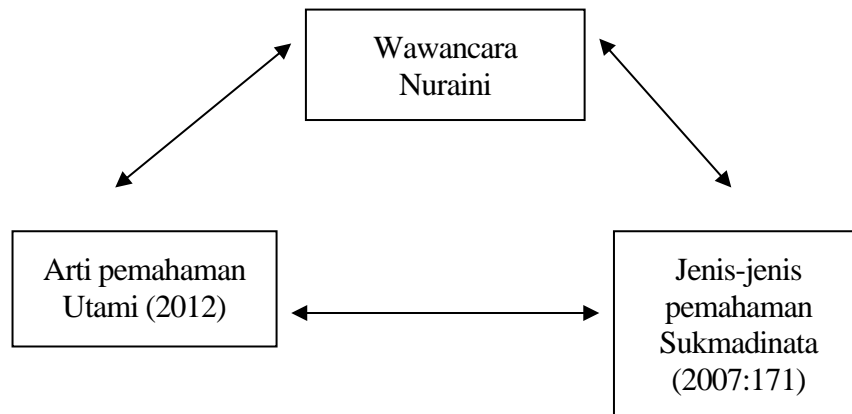 Wawancara
Nuraini
Arti pemahaman
Utami (2012)
Jenis-jenis
pemahaman
Sukmadinata
(2007:171)